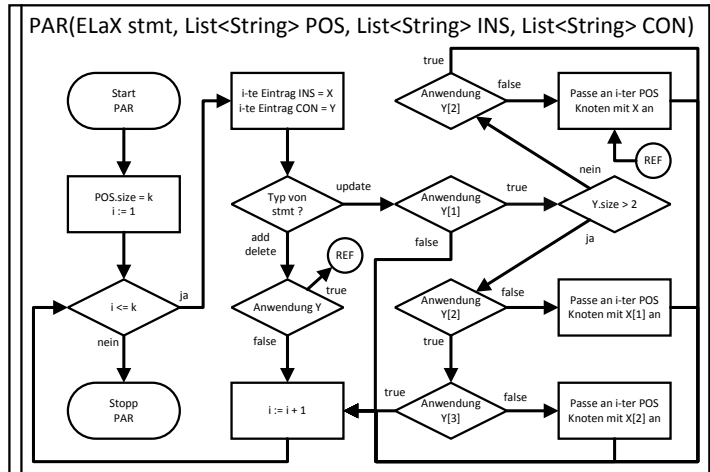 PAR(ELaX stmt, List<String> POS, List<String> INS, List<String> CON)
Start
PAR
POS.size = k
i := 1
i <= k
ja
nein
Stopp
PAR
i-te Eintrag INS = X
i-te Eintrag CON = Y
Typ von
stmt ?
update
add
delete
REF
Anwendung Y
true
false
i := i + 1
true
Anwendung
Y[2]
false
Passe an i-ter POS
Knoten mit X an
REF
nein
Anwendung
Y[1]
true
false
Y.size > 2
ja
Anwendung
Y[2]
false
Passe an i-ter POS
Knoten mit X[1] an
true
true
Anwendung
Y[3]
false
Passe an i-ter POS
Knoten mit X[2] an